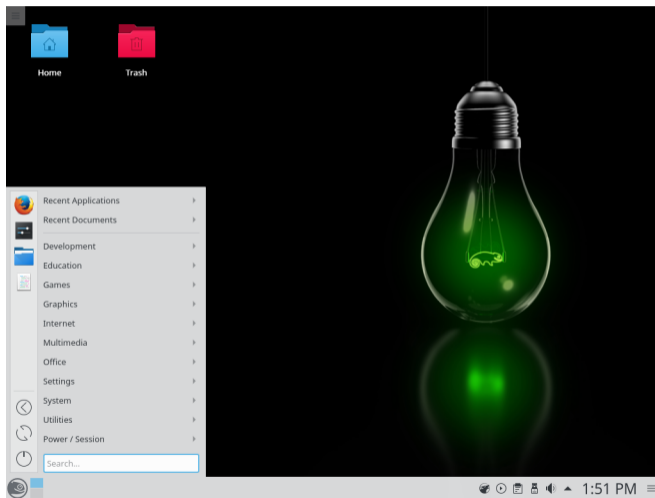 Home
Trash
Recent Applications
Recent Documents
Development
Education
Games
Graphics
Internet
Multimedia
Office
Settings
System
Utilities
Power / Session
Search...
1:51 PM